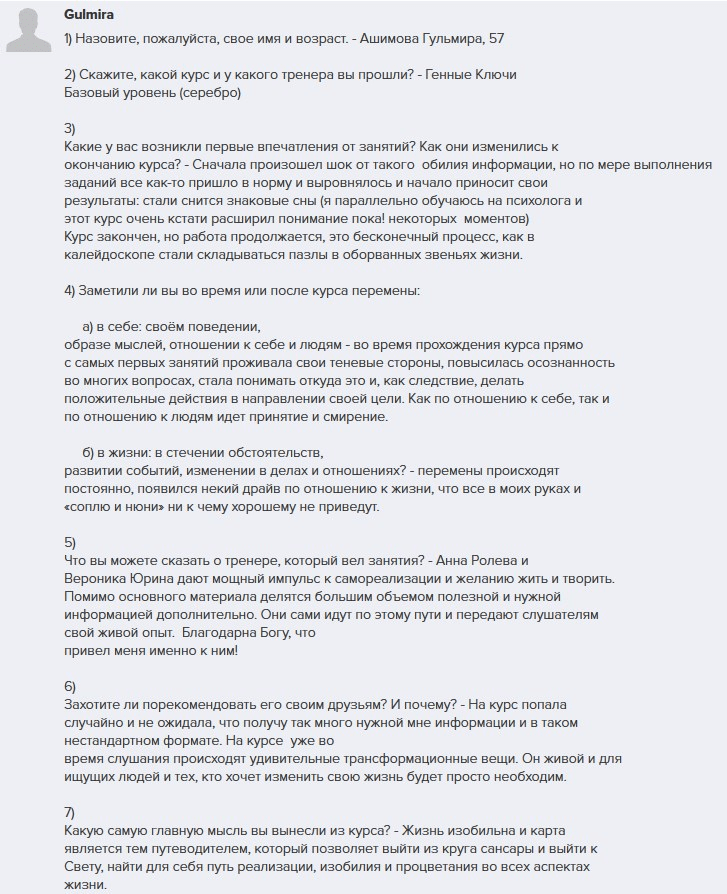 Gulmira
1) Назовите, пожалуйста, свое имя и возраст. - Ашимова Гульмира, 57
2) Скажите, какой курс и у какого тренера вы прошли? - Генные Ключи
Базовый уровень (серебро)
3)
Какие у вас возникли первые впечатления от занятий? Как они изменились к
окончанию курса? - Сначала произошел шок от такого  обилия информации, но по мере выполнения
заданий все как-то пришло в норму и выровнялось и начало приносит свои
результаты: стали снится знаковые сны (я параллельно обучаюсь на психолога и
этот курс очень кстати расширил понимание пока! некоторых  моментов)
Курс закончен, но работа продолжается, это бесконечный процесс, как в
калейдоскопе стали складываться пазлы в оборванных звеньях жизни.
4) Заметили ли вы во время или после курса перемены:
а) в себе: своём поведении,
образе мыслей, отношении к себе и людям - во время прохождения курса прямо
с самых первых занятий проживала свои теневые стороны, повысилась осознанность
во многих вопросах, стала понимать откуда это и, как следствие, делать
положительные действия в направлении своей цели. Как по отношению к себе, так и
по отношению к людям идет принятие и смирение.
б) в жизни: в стечении обстоятельств,
развитии событий, изменении в делах и отношениях? - перемены происходят
постоянно, появился некий драйв по отношению к жизни, что все в моих руках и
«соплю и нюни» ни к чему хорошему не приведут.
5)
Что вы можете сказать о тренере, который вел занятия? - Анна Ролева и
Вероника Юрина дают мощный импульс к самореализации и желанию жить и творить.
Помимо основного материала делятся большим объемом полезной и нужной
информацией дополнительно. Они сами идут по этому пути и передают слушателям
свой живой опыт.  Благодарна Богу, что
привел меня именно к ним!
6)
Захотите ли порекомендовать его своим друзьям? И почему? - На курс попала
случайно и не ожидала, что получу так много нужной мне информации и в таком
нестандартном формате. На курсе  уже во
время слушания происходят удивительные трансформационные вещи. Он живой и для
ищущих людей и тех, кто хочет изменить свою жизнь будет просто необходим.
7)
Какую самую главную мысль вы вынесли из курса? - Жизнь изобильна и карта
является тем путеводителем, который позволяет выйти из круга сансары и выйти к
Свету, найти для себя путь реализации, изобилия и процветания во всех аспектах
жизни.